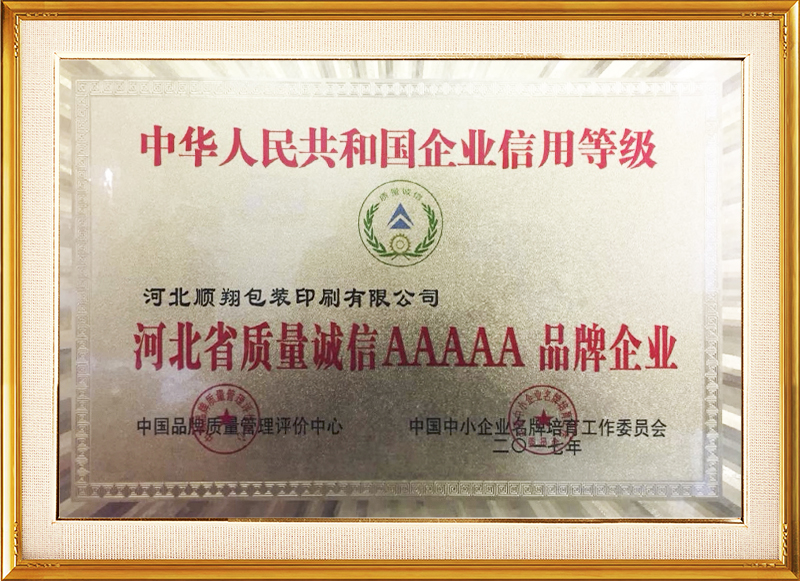 中华人民共和国企业信用等级
质量诚信
河北顺翔包装印刷有限公司
河北省质量诚信AAAAA 品牌企业
中国品牌质量管理评价中心
中国中小企业名牌培育工作委员会
二〇一七年